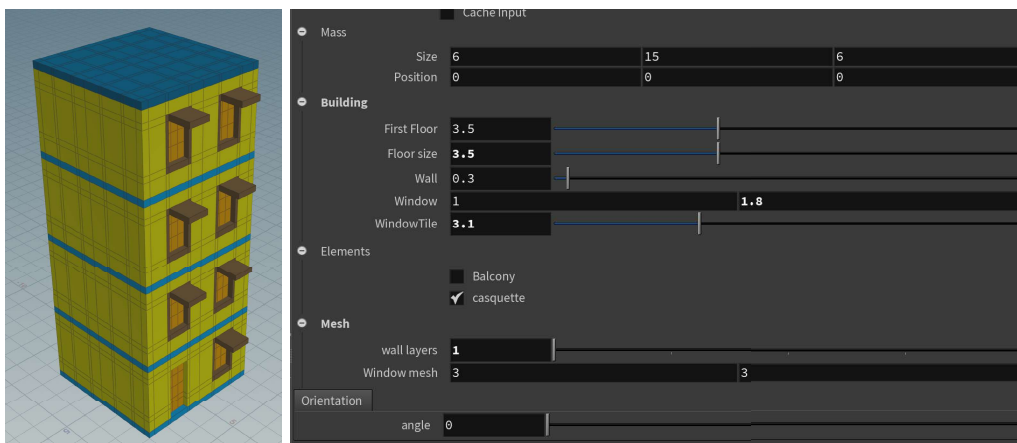 Cache Input
Mass
Size 6 15 6
Position 0 0 0
Building
First Floor 3.5
Floor size 3.5
Wall 0.3
Window 1 1.8
WindowTile 3.1
Elements
Balcony
casquette
Mesh
wall layers 1
Window mesh 3 3
Orientation
angle 0